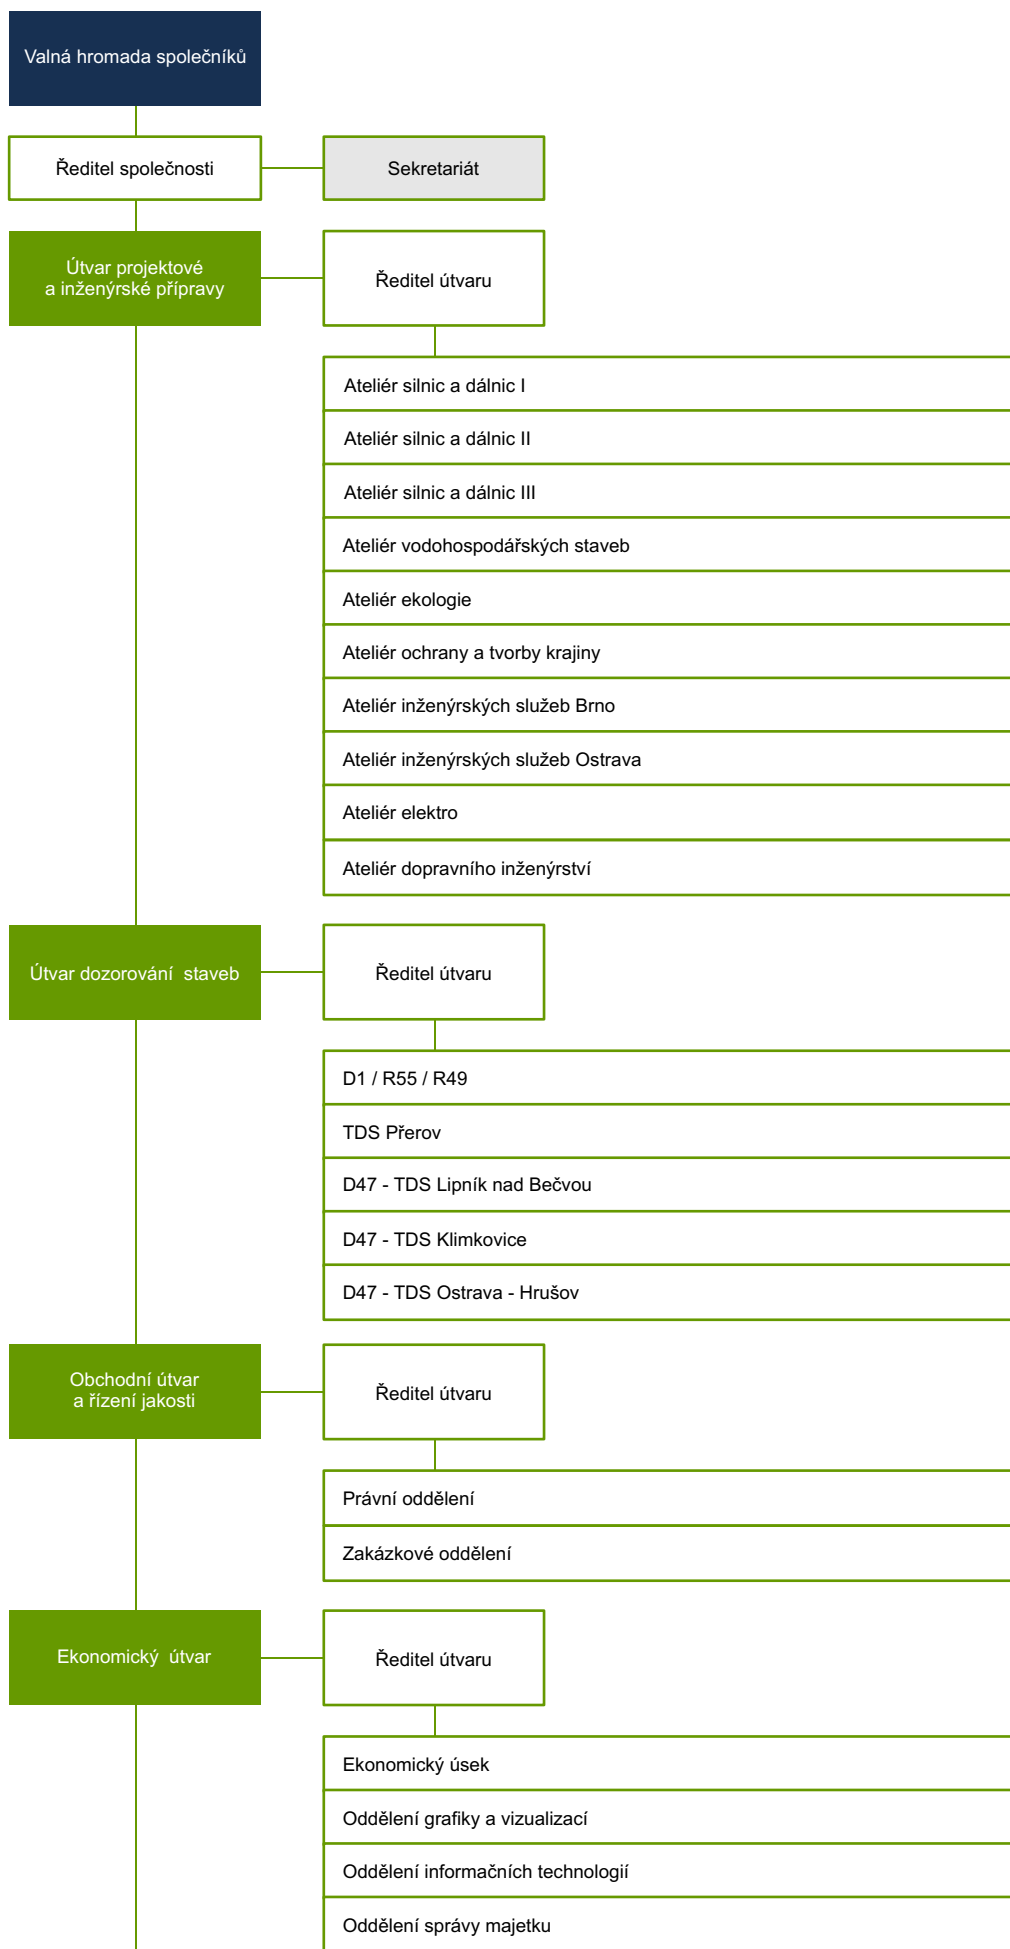 Valná hromada společníků
Ředitel společnosti
Sekretariát
Útvar projektové
a inženýrské přípravy
Ředitel útvaru
Ateliér silnic a dálnic I
Ateliér silnic a dálnic II
Ateliér silnic a dálnic III
Ateliér vodohospodářských staveb
Ateliér ekologie
Ateliér ochrany a tvorby krajiny
Ateliér inženýrských služeb Brno
Ateliér inženýrských služeb Ostrava
Ateliér elektro
Ateliér dopravního inženýrství
Útvar dozorování staveb
Ředitel útvaru
D1 / R55 / R49
TDS Přerov
D47 - TDS Lipník nad Bečvou
D47 - TDS Klimkovice
D47 - TDS Ostrava - Hrušov
Obchodní útvar
a řízení jakosti
Ředitel útvaru
Právní oddělení
Zakázkové oddělení
Ekonomický útvar
Ředitel útvaru
Ekonomický úsek
Oddělení grafiky a vizualizací
Oddělení informačních technologií
Oddělení správy majetku